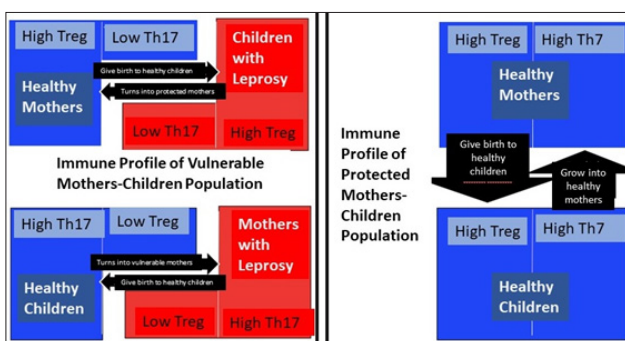 High Treg
Low Th17
Children
with
Leprosy
Give birth to healthy children
Healthy
Mothers
Turns into protected mothers
Low Th17
High Treg
Immune Profile of Vulnerable
Mothers-Children Population
High Th17
Low Treg
Mothers
with
Leprosy
Turns into vulnerable mothers
Healthy
Children
Give birth to healthy children
Low Treg
High Th17
High Treg
High Th7
Healthy
Mothers
Immune
Profile of
Protected
Mothers-
Children
Population
Give birth to
healthy
children
Grow into
healthy
mothers
High Treg
High Th7
Healthy
Children